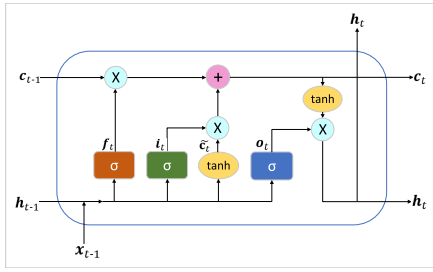 h_t
c_{t-1} X + c_t
tanh
X X
f_t i_t c̃_t o_t
σ σ tanh σ
h_{t-1} h_t
x_{t-1}